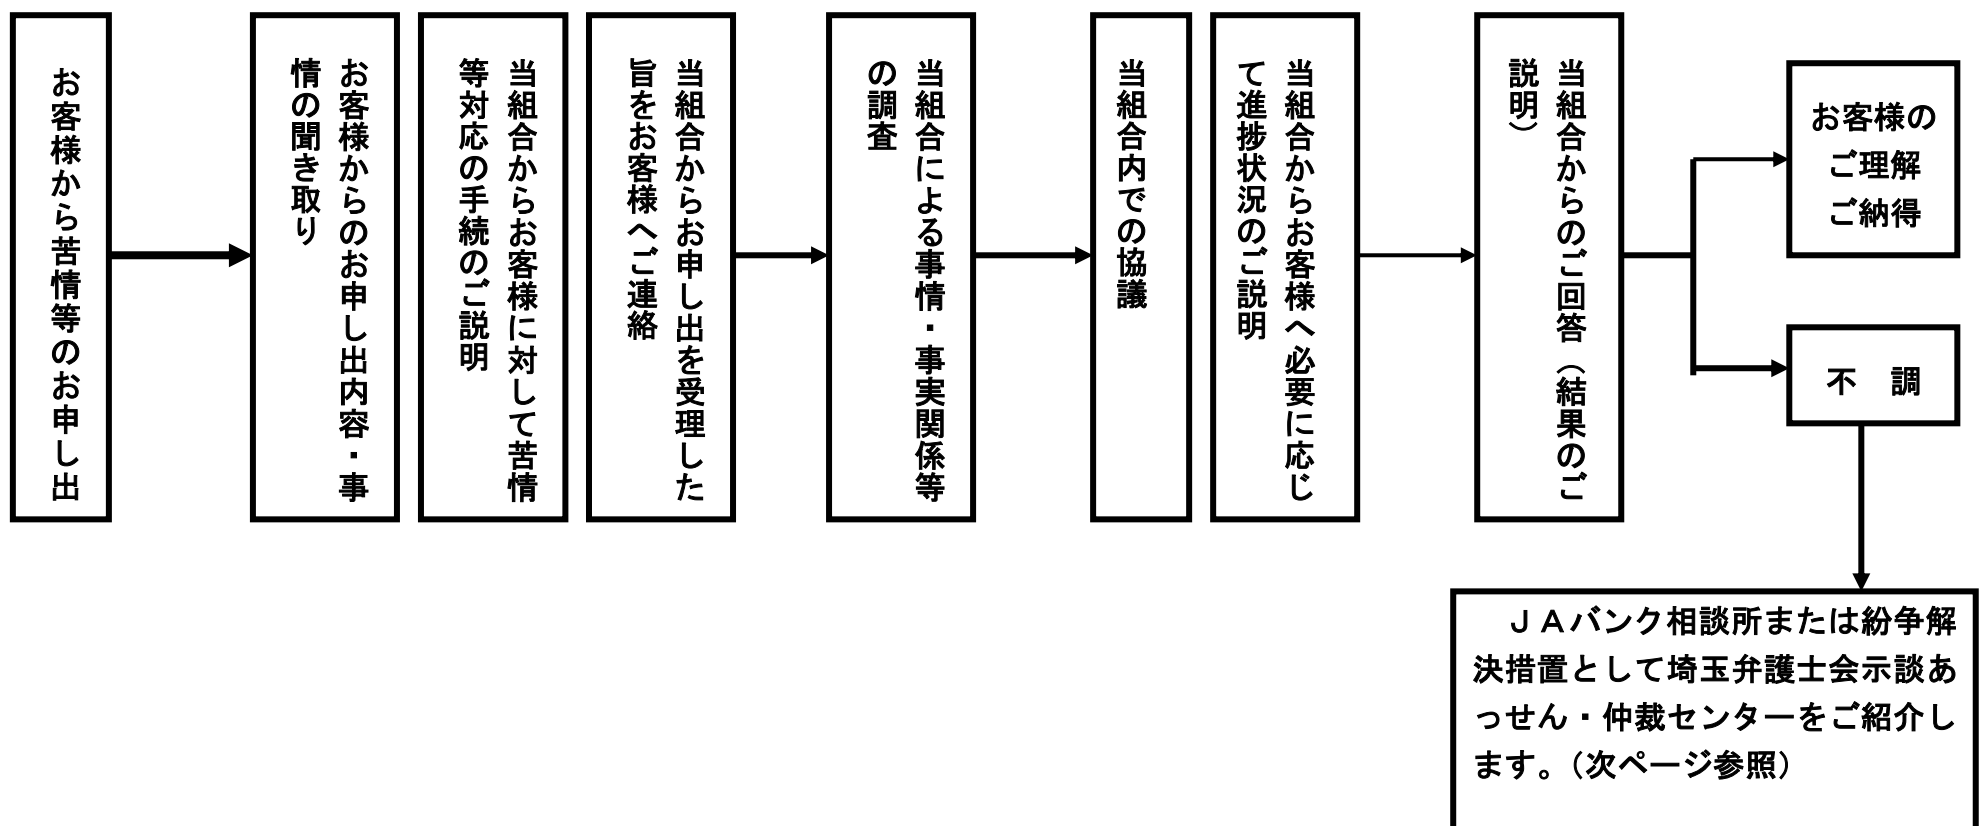 お客様から苦情等のお申し出
お客様からのお申し出内容・事
情の聞き取り
当組合からお客様に対して苦情
等対応の手続のご説明
当組合からお申し出を受理した
旨をお客様へご連絡
当組合による事情・事実関係等
の調査
当組合内での協議
当組合からお客様へ必要に応じ
て進捗状況のご説明
当組合からのご回答（結果のご
説明）
お客様の
ご理解
ご納得
不　調
ＪＡバンク相談所または紛争解
決措置として埼玉弁護士会示談あ
っせん・仲裁センターをご紹介し
ます。（次ページ参照）